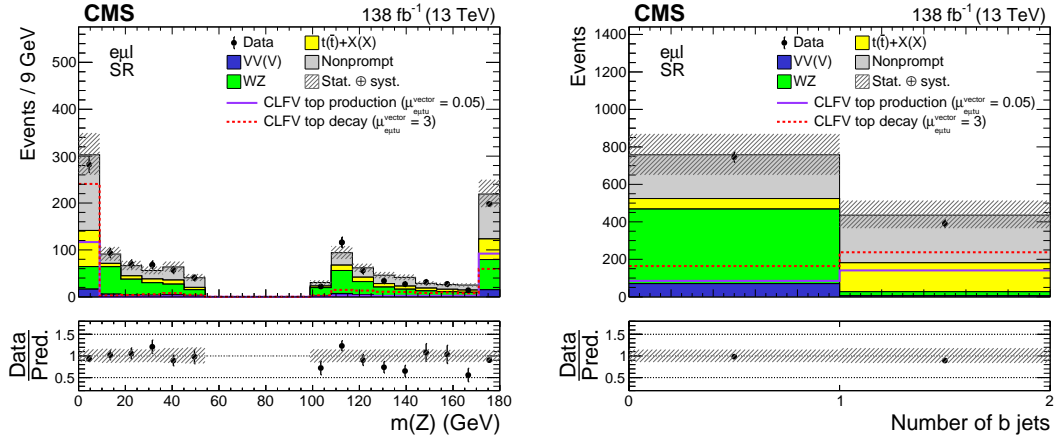 CMS 138 fb⁻¹ (13 TeV)
Events / 9 GeV
500
400
300
200
100
0
eμl
SR
Data
t(t̄)+X(X)
VV(V)
Nonprompt
WZ
Stat. ⊕ syst.
CLFV top production (μ^vector_eμtu = 0.05)
CLFV top decay (μ^vector_eμtu = 3)
Data
Pred.
1.5
1
0.5
0 20 40 60 80 100 120 140 160 180
m(Z) (GeV)
CMS 138 fb⁻¹ (13 TeV)
Events
1400
1200
1000
800
600
400
200
0
eμl
SR
Data
t(t̄)+X(X)
VV(V)
Nonprompt
WZ
Stat. ⊕ syst.
CLFV top production (μ^vector_eμtu = 0.05)
CLFV top decay (μ^vector_eμtu = 3)
Data
Pred.
1.5
1
0.5
0 1 2
Number of b jets